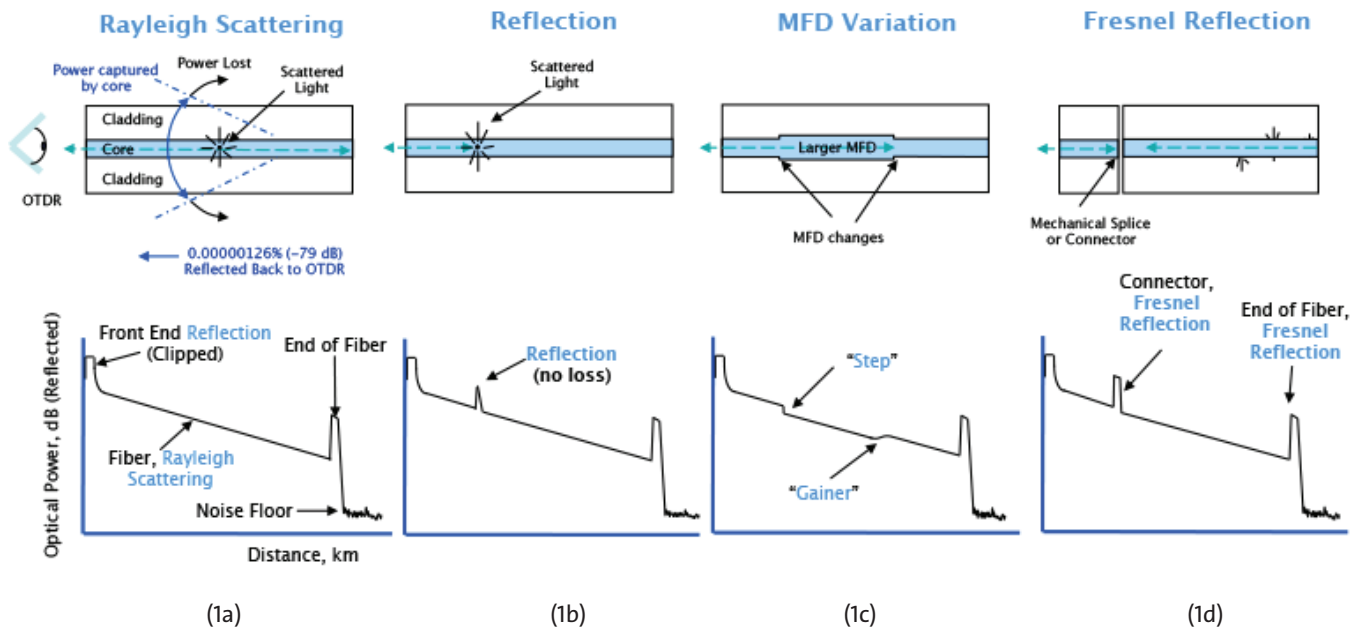 Rayleigh Scattering
Reflection
MFD Variation
Fresnel Reflection
Power captured
by core
Power Lost
Scattered
Light
Cladding
Core
Cladding
OTDR
0.00000126% (–79 dB)
Reflected Back to OTDR
Scattered
Light
Larger MFD
MFD changes
Mechanical Splice
or Connector
Optical Power, dB (Reflected)
Front End Reflection
(Clipped)
End of Fiber
Fiber, Rayleigh
Scattering
Noise Floor
Distance, km
Reflection
(no loss)
“Step”
“Gainer”
Connector,
Fresnel
Reflection
End of Fiber,
Fresnel
Reflection
(1a)
(1b)
(1c)
(1d)